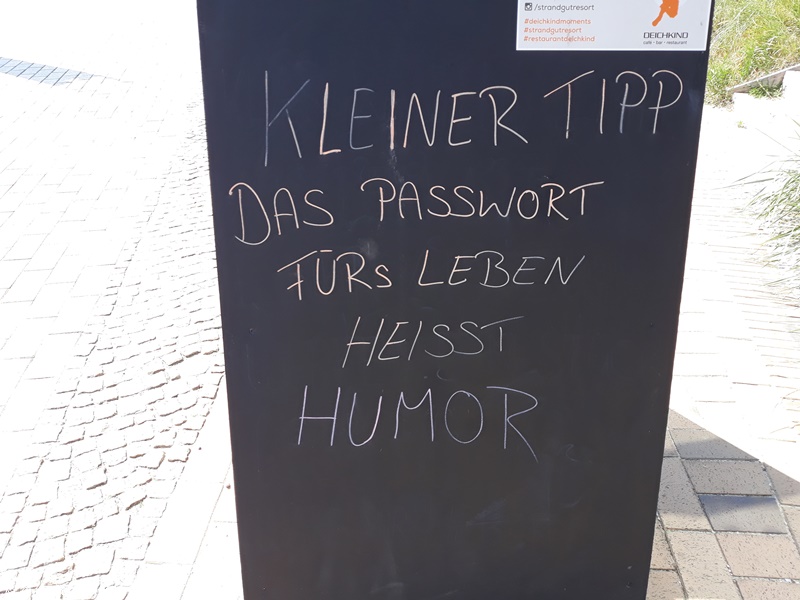 /strandgutresort
#deichkindmoments
#strandgutresort
#restaurantdeichkind
DEICHKIND
café - bar - restaurant
KLEINER TIPP
DAS PASSWORT
FÜRs LEBEN
HEISST
HUMOR